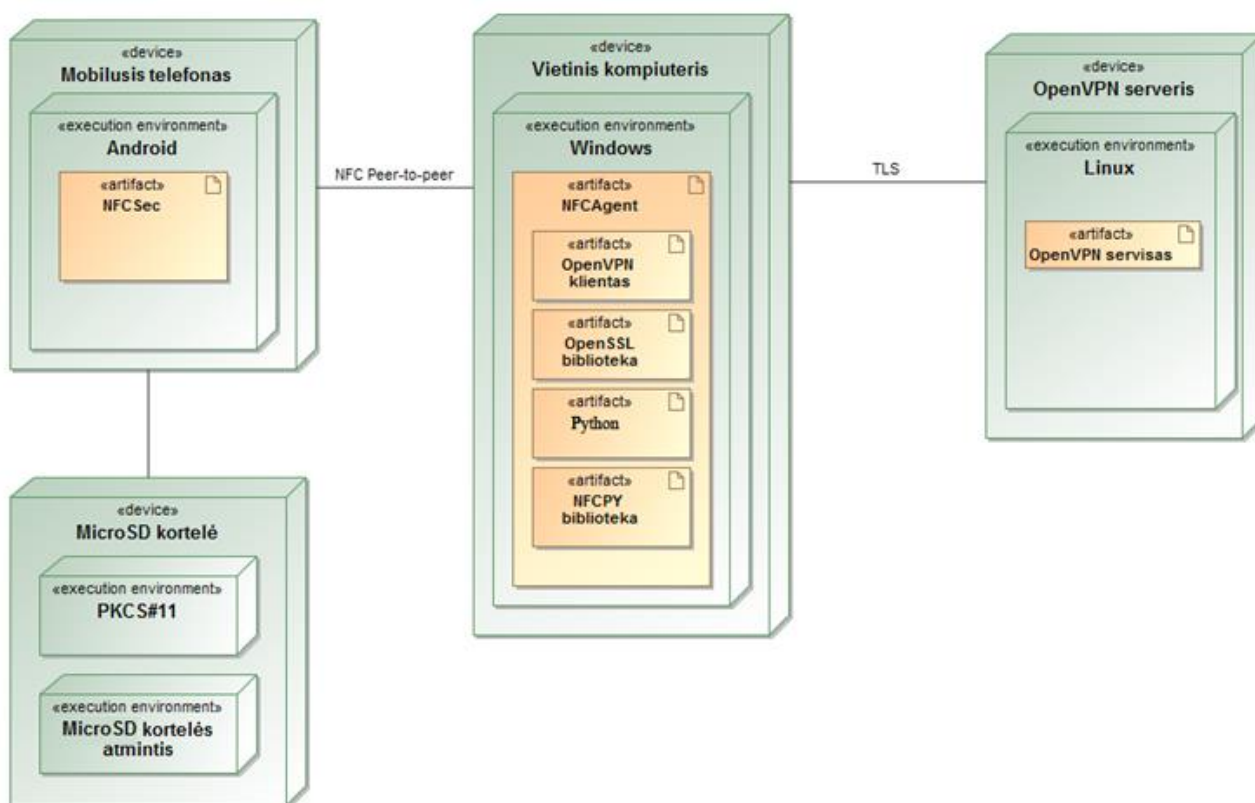 «device»
Mobilusis telefonas
«execution environment»
Android
«artifact»
NFCSec
NFC Peer-to-peer
«device»
Vietinis kompiuteris
«execution environment»
Windows
«artifact»
NFCAgent
«artifact»
OpenVPN
klientas
«artifact»
OpenSSL
biblioteka
«artifact»
Python
«artifact»
NFCPY
biblioteka
TLS
«device»
OpenVPN serveris
«execution environment»
Linux
«artifact»
OpenVPN servisas
«device»
MicroSD kortelė
«execution environment»
PKCS#11
«execution environment»
MicroSD kortelės
atmintis